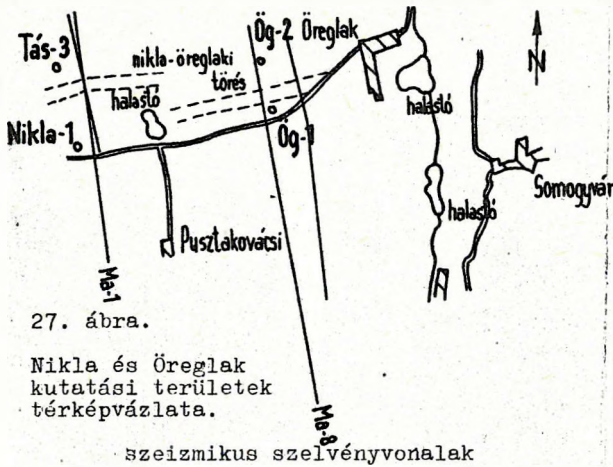 Tás-3
Ög-2
Öreglak
N
nikla-öreglaki
törés
halastó
halastó
Nikla-1
Ög-1
halastó
Somogyvár
Pusztakovácsi
Ma-1
Ma-8
27. ábra.
Nikla és Öreglak
kutatási területek
térképvázlata.
szeizmikus szelvényvonalak